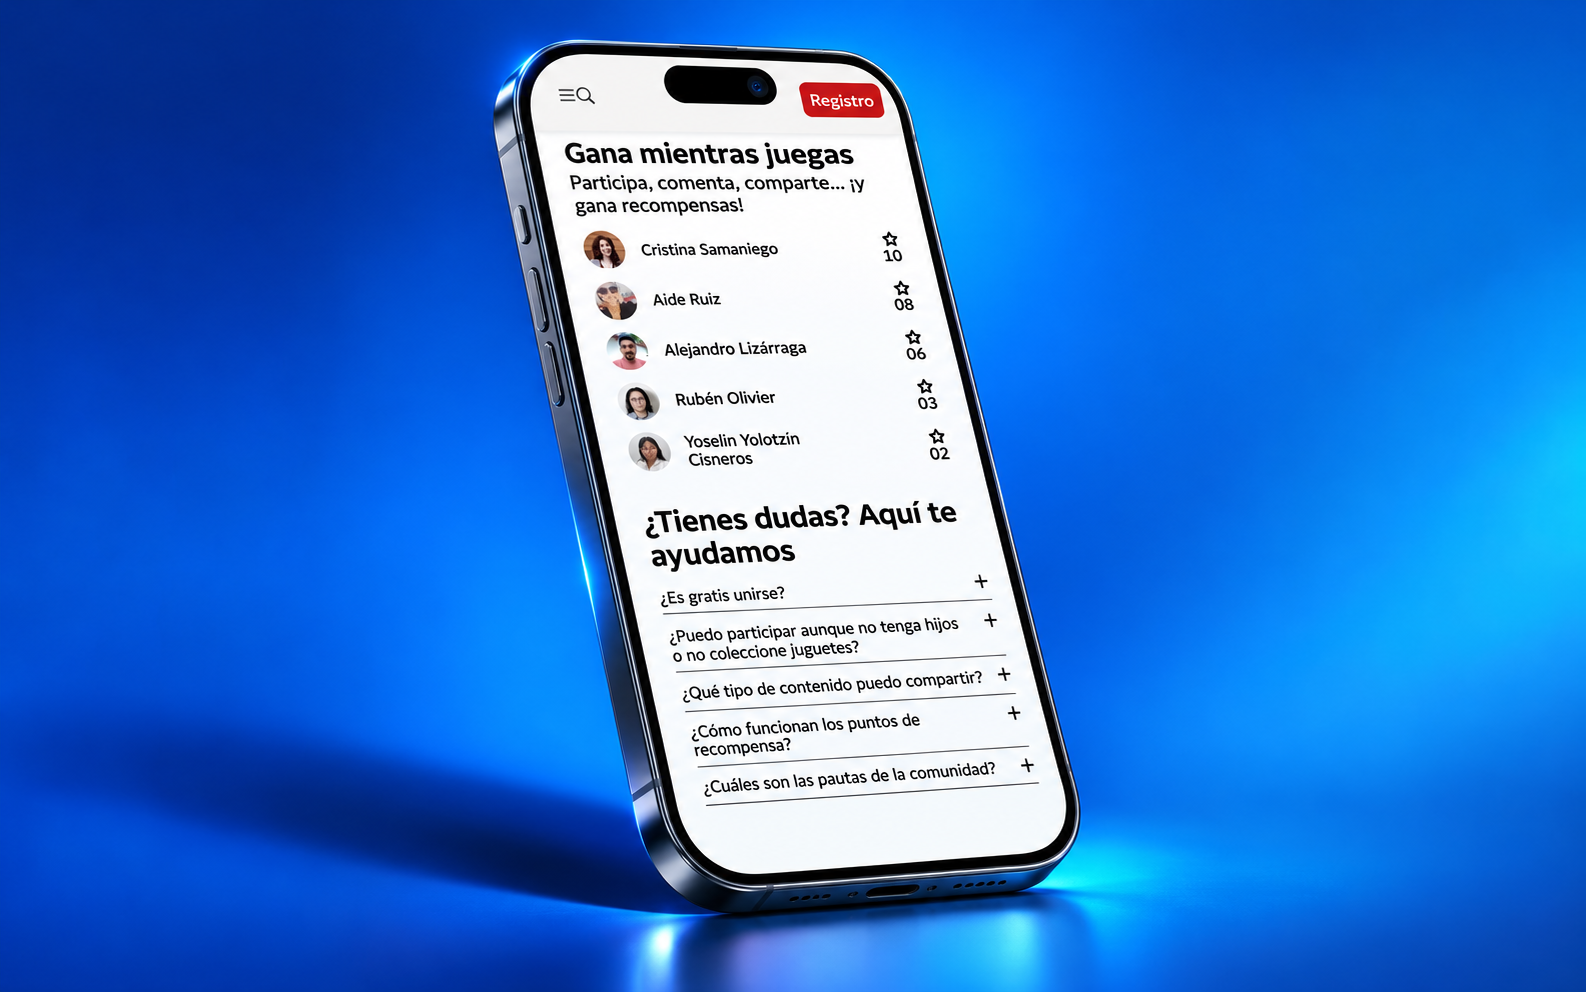 Registro
Gana mientras juegas
Participa, comenta, comparte... ¡y
gana recompensas!
Cristina Samaniego
10
Aide Ruiz
08
Alejandro Lizárraga
06
Rubén Olivier
03
Yoselin Yolotzín
Cisneros
02
¿Tienes dudas? Aquí te
ayudamos
¿Es gratis unirse?
¿Puedo participar aunque no tenga hijos
o no coleccione juguetes?
¿Qué tipo de contenido puedo compartir?
¿Cómo funcionan los puntos de
recompensa?
¿Cuáles son las pautas de la comunidad?